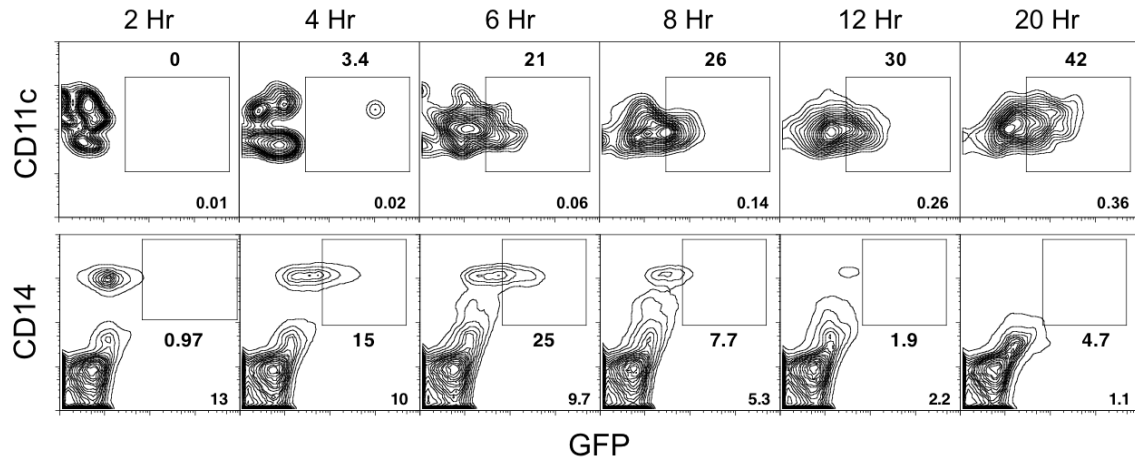 2 Hr 4 Hr 6 Hr 8 Hr 12 Hr 20 Hr
CD11c
0 3.4 21 26 30 42
0.01 0.02 0.06 0.14 0.26 0.36
CD14
0.97 15 25 7.7 1.9 4.7
13 10 9.7 5.3 2.2 1.1
GFP